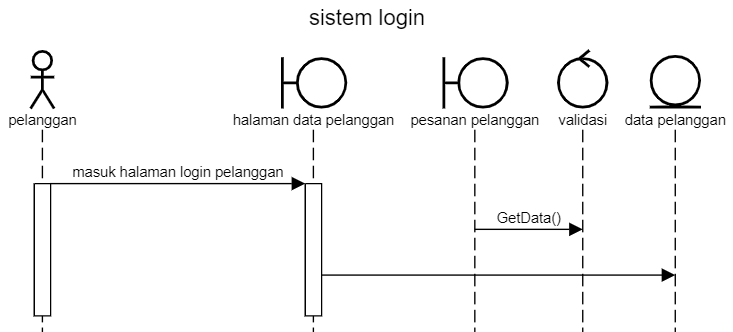 sistem login
pelanggan
halaman data pelanggan
pesanan pelanggan
validasi
data pelanggan
masuk halaman login pelanggan
GetData()